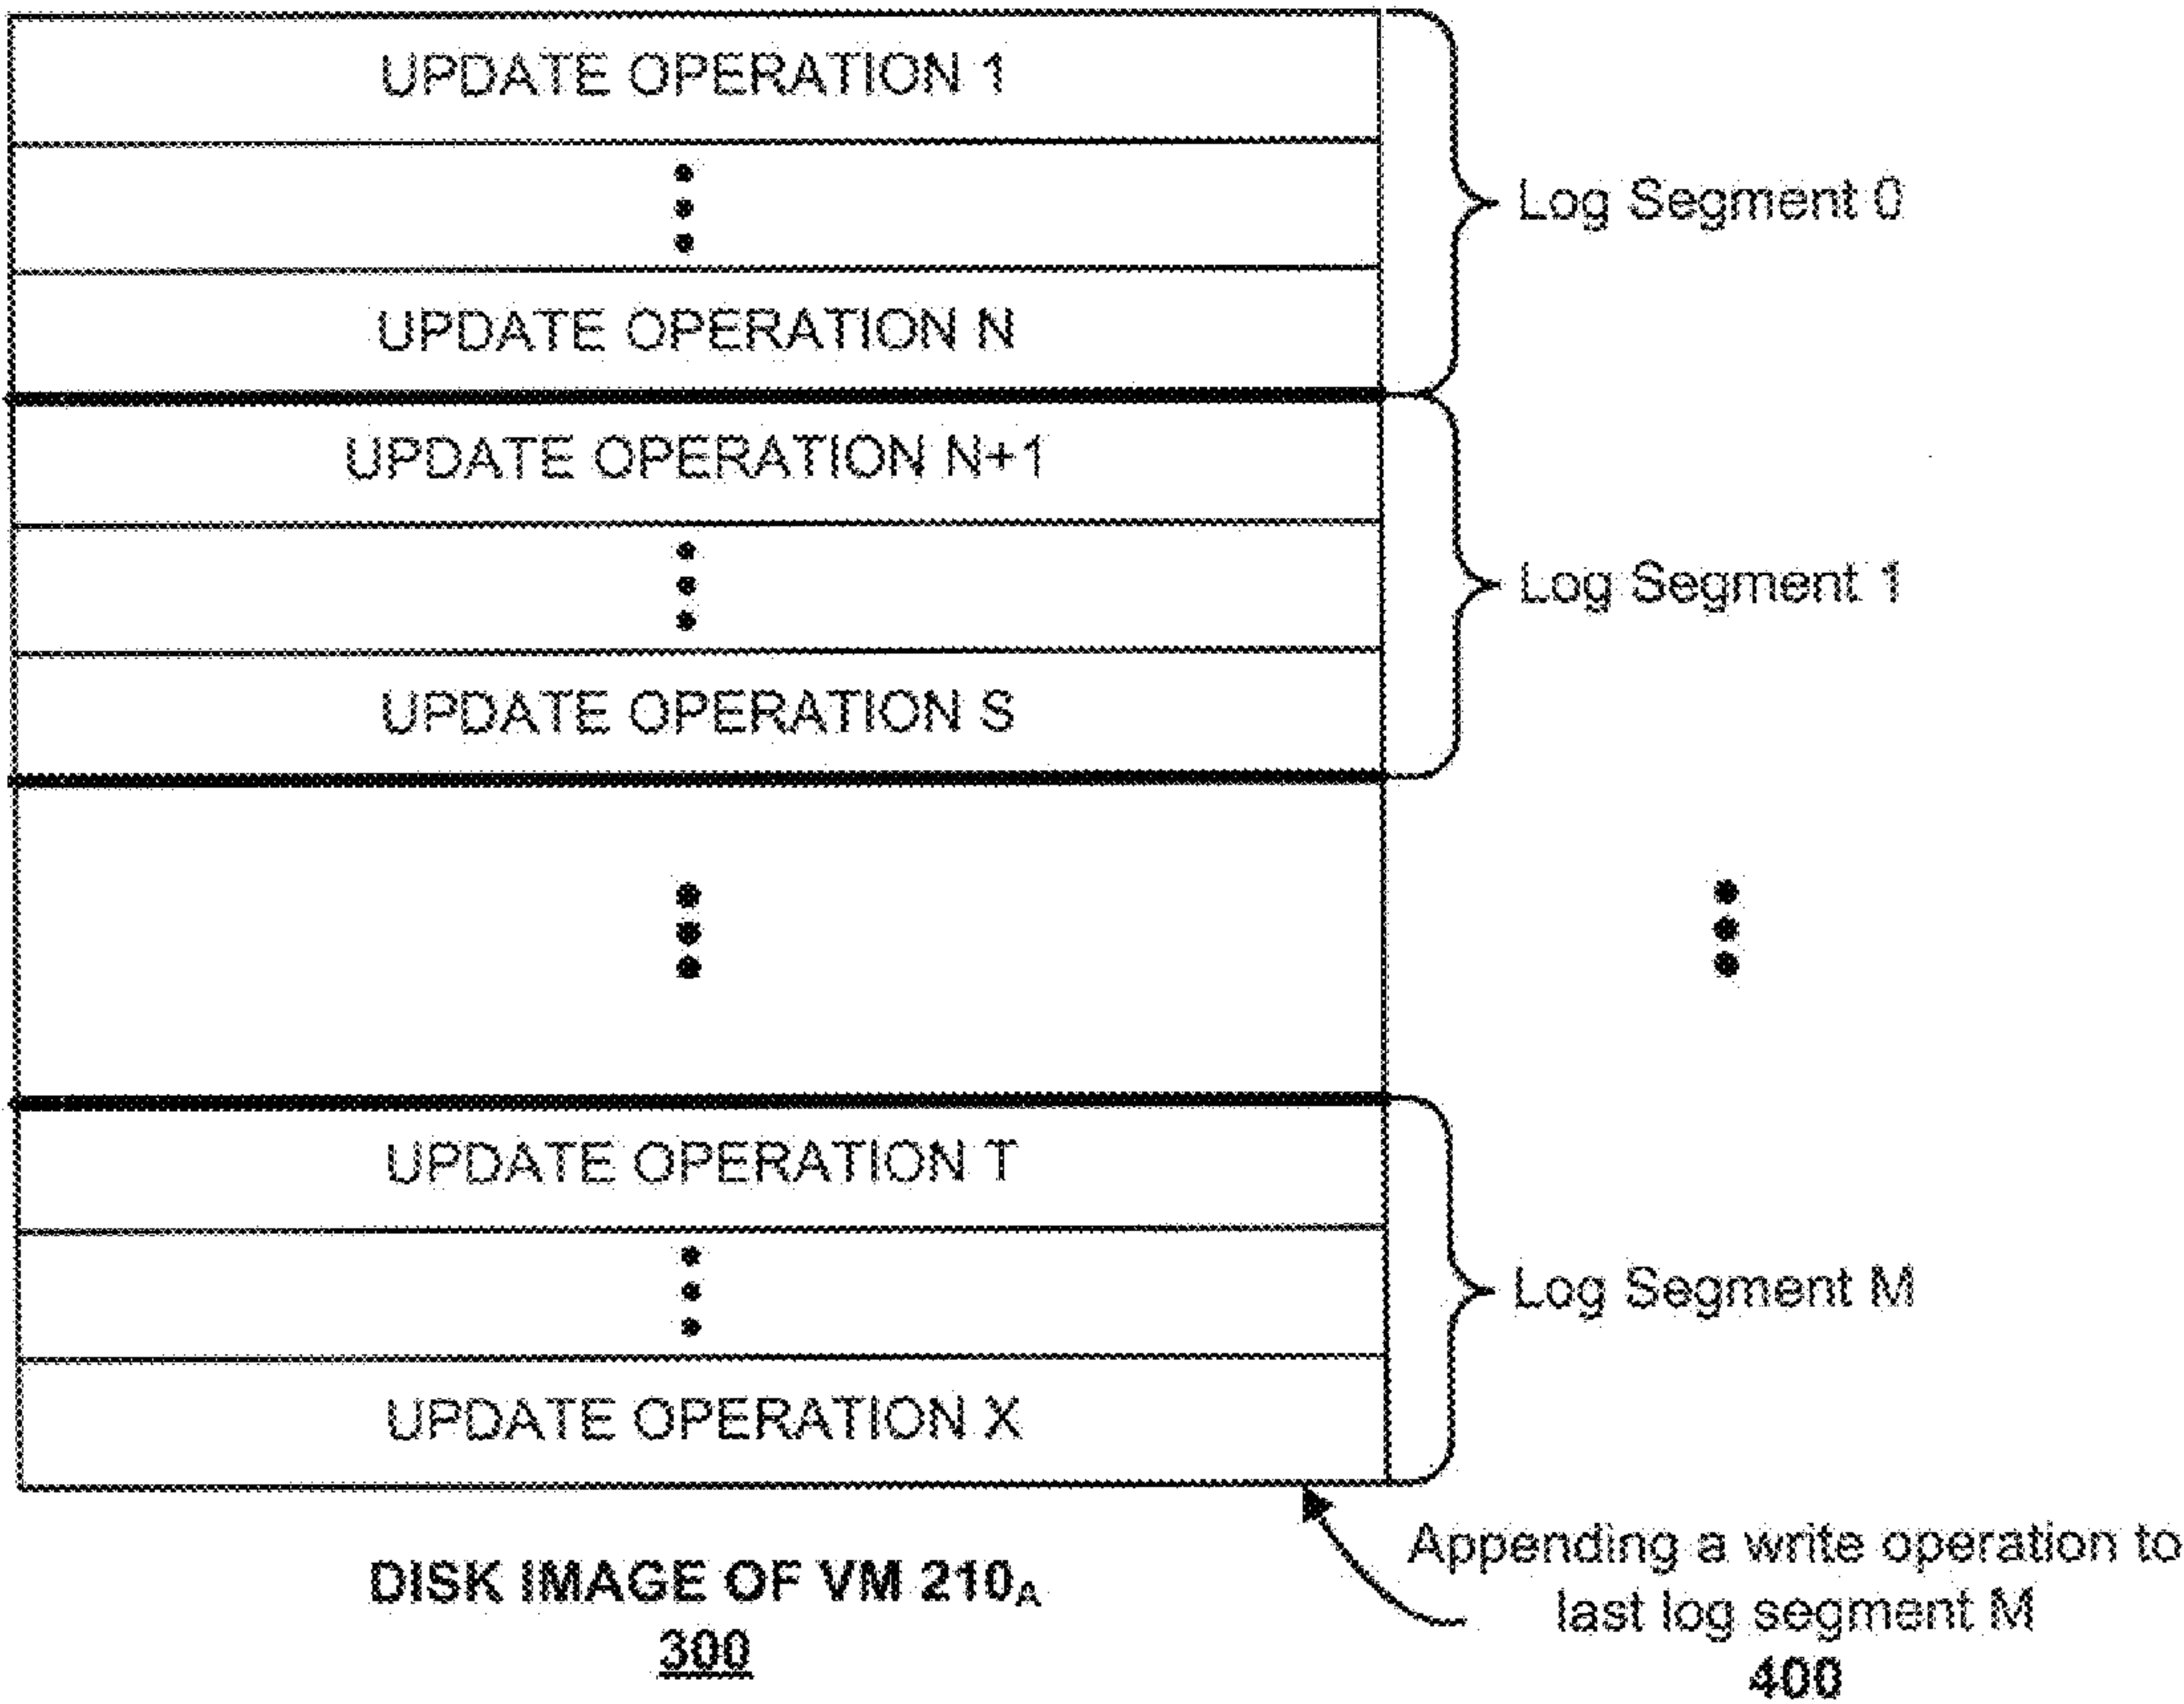 UPDATE OPERATION 1
Log Segment 0
UPDATE OPERATION N
UPDATE OPERATION N+1
Log Segment 1
UPDATE OPERATION S
UPDATE OPERATION T
Log Segment M
UPDATE OPERATION X
DISK IMAGE OF VM 210A
300
Appending a write operation to
last log segment M
400